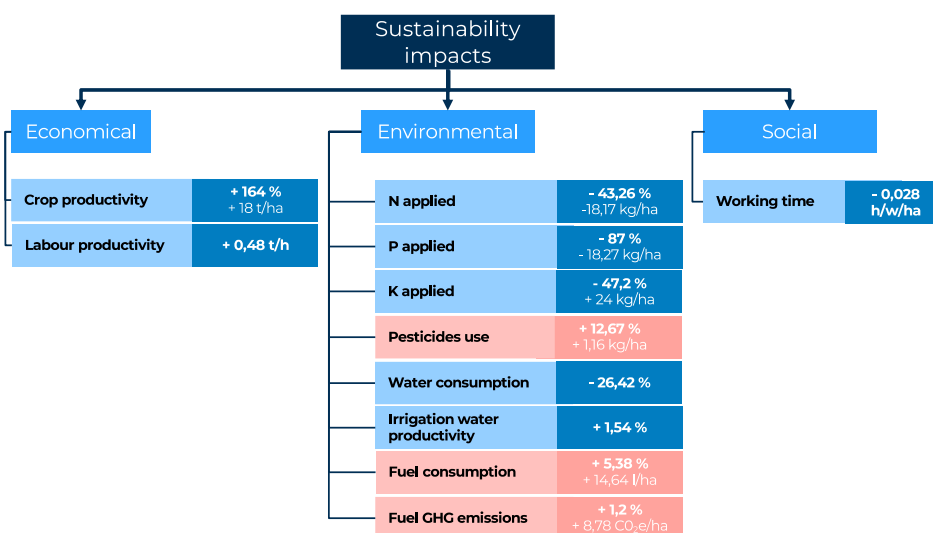 Sustainability
impacts
Economical
Crop productivity
+ 164 %
+ 18 t/ha
Labour productivity
+ 0,48 t/h
Environmental
N applied
- 43,26 %
-18,17 kg/ha
P applied
- 87 %
- 18,27 kg/ha
K applied
- 47,2 %
+ 24 kg/ha
Pesticides use
+ 12,67 %
+ 1,16 kg/ha
Water consumption
- 26,42 %
Irrigation water
productivity
+ 1,54 %
Fuel consumption
+ 5,38 %
+ 14,64 l/ha
Fuel GHG emissions
+ 1,2 %
+ 8,78 C0₂e/ha
Social
Working time
- 0,028
h/w/ha